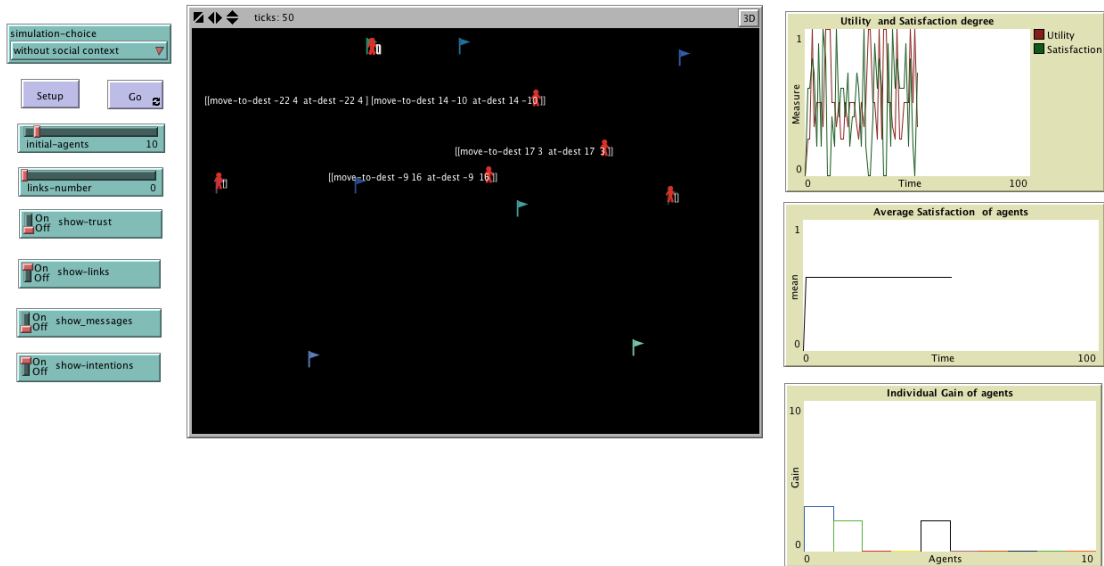 simulation-choice
without social context
Setup
Go
initial-agents 10
links-number 0
On
Off
show-trust
On
Off
show-links
On
Off
show_messages
On
Off
show-intentions
ticks: 50
3D
[[move-to-dest -22 4 at-dest -22 4 ] [move-to-dest 14 -10 at-dest 14 -10 ]]
[[move-to-dest 17 3 at-dest 17 3 ]]
[[move-to-dest -9 16 at-dest -9 16 ]]
[]
[]
[]
Utility and Satisfaction degree
1
Measure
0
0
Time
100
Utility
Satisfaction
Average Satisfaction of agents
1
mean
0
0
Time
100
Individual Gain of agents
10
Gain
0
0
Agents
10